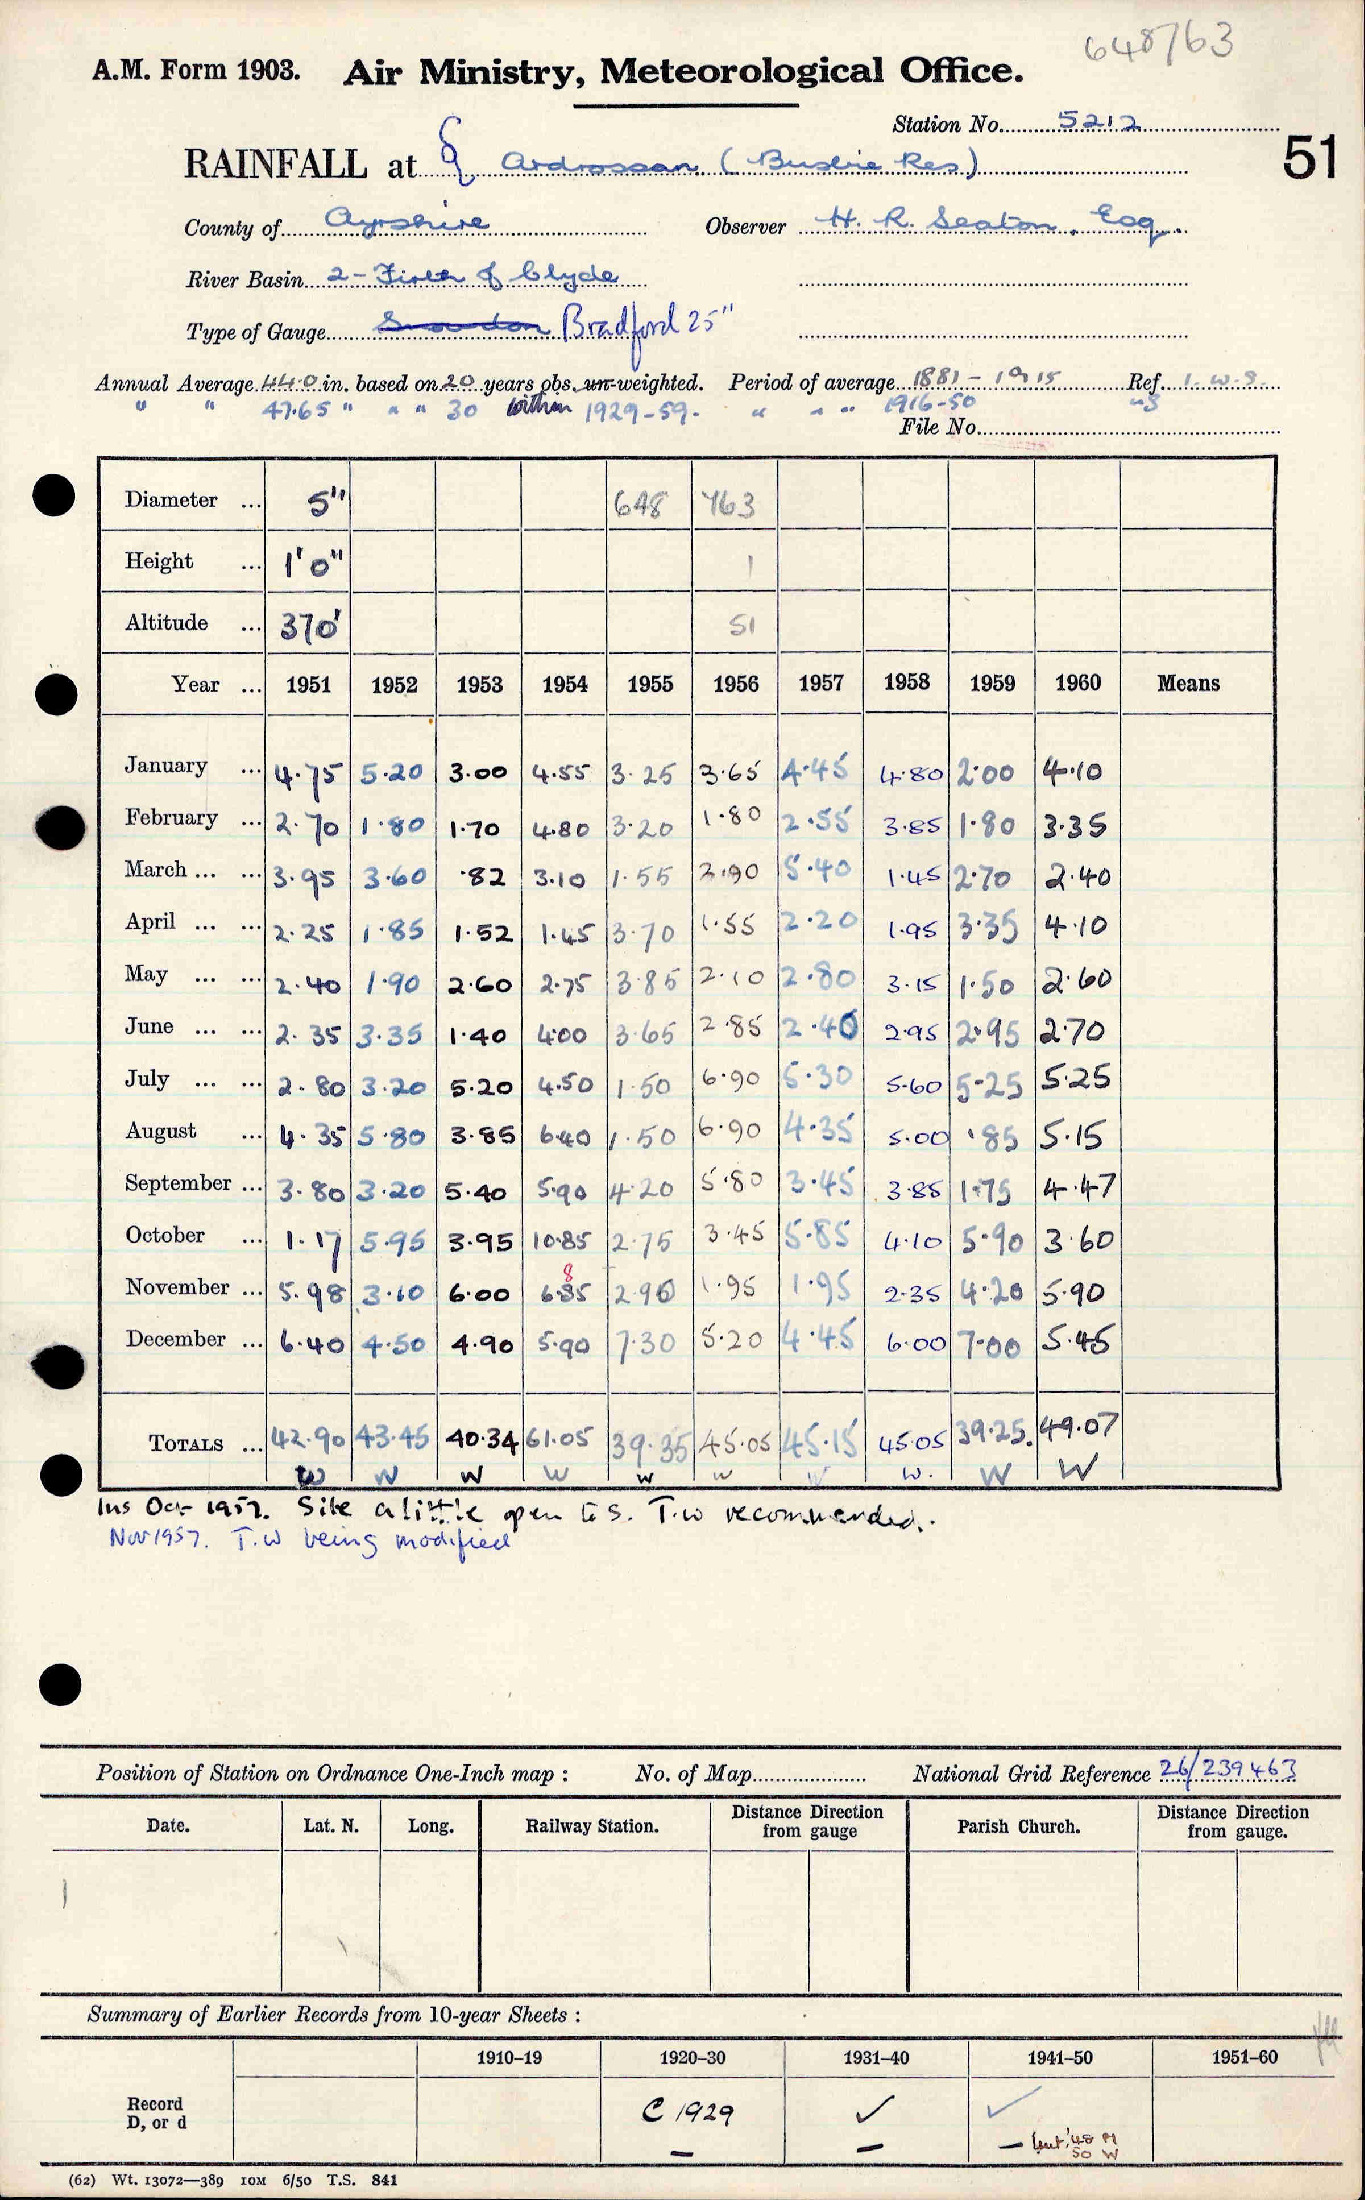 648/63
A.M. Form 1903. Air Ministry, Meteorological Office.
Station No. 5212
51
RAINFALL at Ardrossan (Busbie Res)
County of Ayrshire Observer H. R. Seaton, Esq.
River Basin 2 - Firth of Clyde
Type of Gauge Snowdon Bradford 25"
Annual Average 44.0 in. based on 20 years obs. un-weighted. Period of average 1881 - 1915 Ref. I.W.S.
" " 47.65 " " " 30 within 1929-59. " " " 1916-50 "S
File No.
Diameter ... 5" 648 763
Height ... 1'0" 1
Altitude ... 370' 51
Year ... 1951 1952 1953 1954 1955 1956 1957 1958 1959 1960 Means
January ... 4.75 5.20 3.00 4.55 3.25 3.65 4.45 4.80 2.00 4.10
February ... 2.70 1.80 1.70 4.80 3.20 1.80 2.55 3.85 1.80 3.35
March ... ... 3.95 3.60 .82 3.10 1.55 2.90 5.40 1.45 2.70 2.40
April ... ... 2.25 1.85 1.52 1.45 3.70 1.55 2.20 1.95 3.35 4.10
May ... ... 2.40 1.90 2.60 2.75 3.85 2.10 2.80 3.15 1.50 2.60
June ... ... 2.35 3.35 1.40 4.00 3.65 2.85 2.40 2.95 2.95 2.70
July ... ... 2.80 3.20 5.20 4.50 1.50 6.90 5.30 5.60 5.25 5.25
August ... 4.35 5.80 3.85 6.40 1.50 6.90 4.35 5.00 .85 5.15
September ... 3.80 3.20 5.40 5.90 4.20 5.80 3.45 3.85 1.75 4.47
October ... 1.17 5.95 3.95 10.85 2.75 3.45 5.85 4.10 5.90 3.60
8
November ... 5.98 3.10 6.00 6.85 2.90 1.95 1.95 2.35 4.20 5.90
December ... 6.40 4.50 4.90 5.90 7.30 5.20 4.45 6.00 7.00 5.45
TOTALS ... 42.90 43.45 40.34 61.05 39.35 45.05 45.15 45.05 39.25. 49.07
W W W W W W W W. W W
Ins Oct 1957. Site a little open to S. T.W recommended.
Nov 1957. T.W being modified
Position of Station on Ordnance One-Inch map : No. of Map National Grid Reference 26/239463
Date. Lat. N. Long. Railway Station. Distance Direction from gauge Parish Church. Distance Direction from gauge.
Summary of Earlier Records from 10-year Sheets :
1910–19 1920–30 1931–40 1941–50 1951–60
Record D, or d C 1929 ✓ ✓
— — — '48 M
50 W
(62) Wt. 13072—389 10M 6/50 T.S. 841